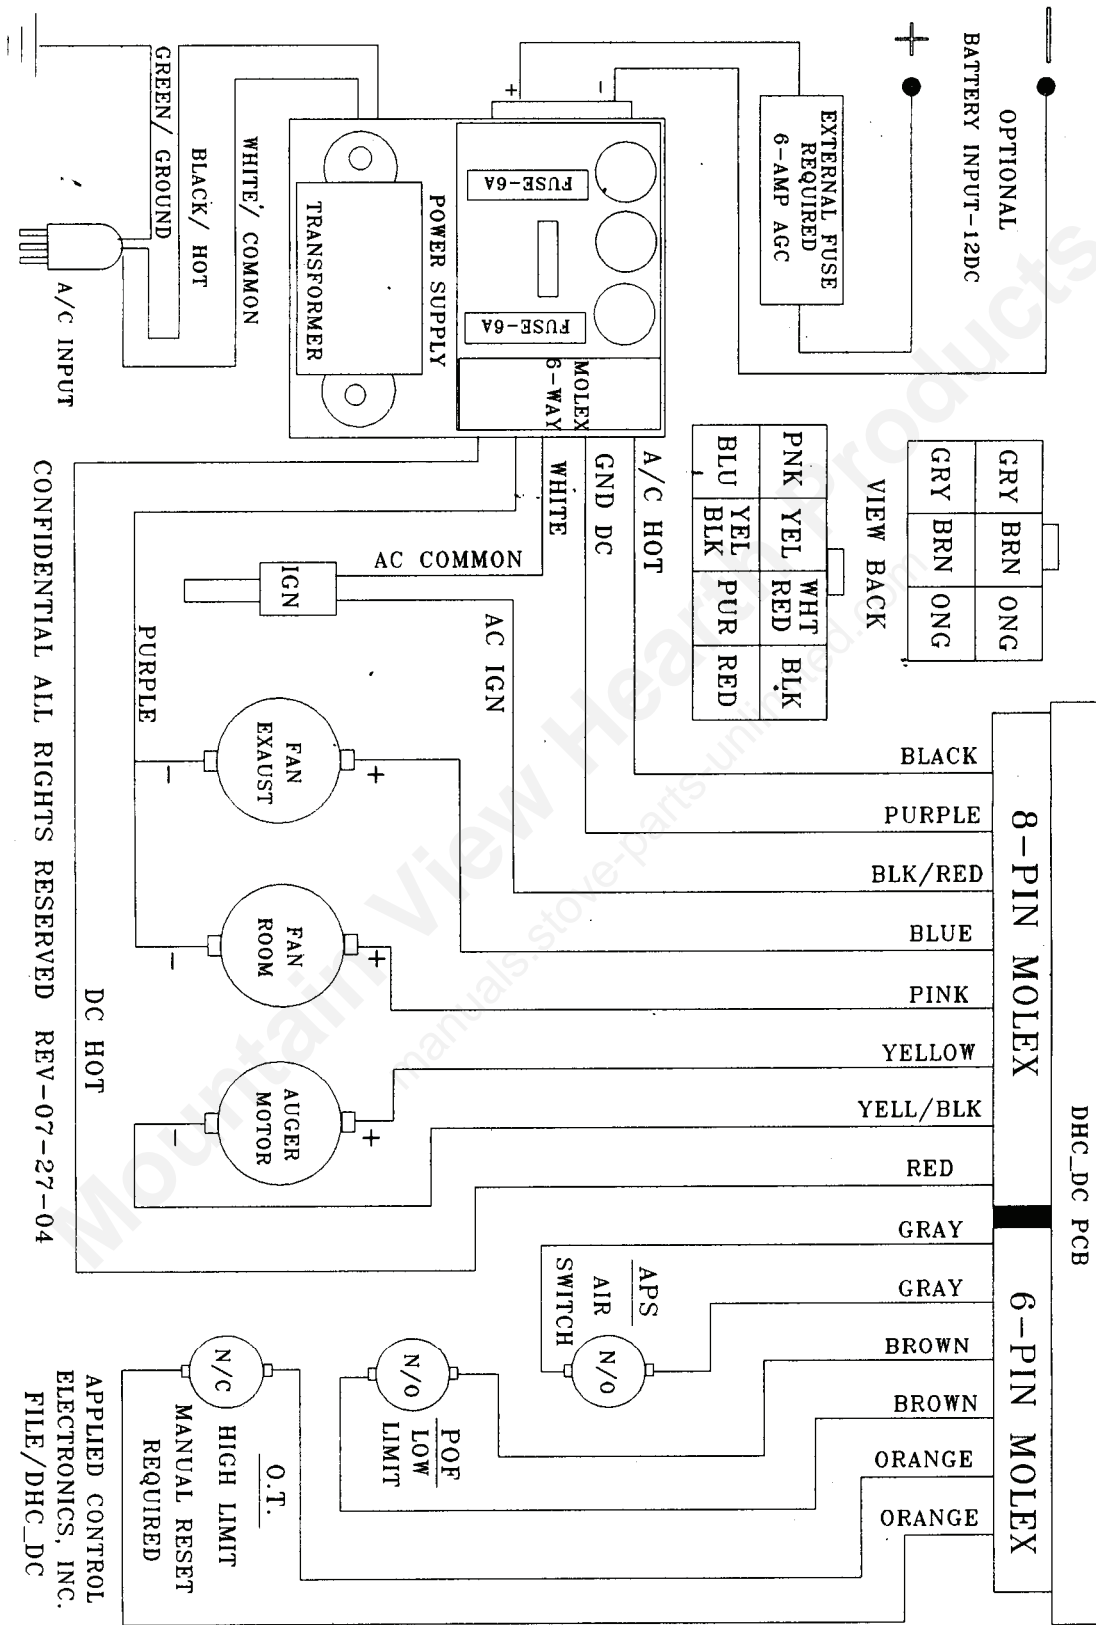 OPTIONAL
BATTERY INPUT-12DC
+
EXTERNAL FUSE
REQUIRED
6-AMP AGC
+
-
FUSE-6A
FUSE-6A
MOLEX
6-WAY
POWER SUPPLY
TRANSFORMER
WHITE/ COMMON
BLACK/ HOT
GREEN/ GROUND
A/C INPUT
GRY BRN ONG
GRY BRN ONG
VIEW BACK
PNK YEL WHT RED BLK
BLU YEL BLK PUR RED
A/C HOT
GND DC
WHITE
AC COMMON
AC IGN
IGN
PURPLE
DC HOT
FAN
EXAUST
+
-
FAN
ROOM
+
-
AUGER
MOTOR
+
-
DHC_DC PCB
8-PIN MOLEX
BLACK
PURPLE
BLK/RED
BLUE
PINK
YELLOW
YELL/BLK
RED
6-PIN MOLEX
GRAY
GRAY
BROWN
BROWN
ORANGE
ORANGE
APS
AIR
SWITCH
N/O
POF
LOW
LIMIT
N/O
O.T.
HIGH LIMIT
MANUAL RESET
REQUIRED
N/C
APPLIED CONTROL
ELECTRONICS, INC.
FILE/DHC_DC
CONFIDENTIAL ALL RIGHTS RESERVED REV-07-27-04
Mountain View Hearth Products
manuals.stove-parts-unlimited.com